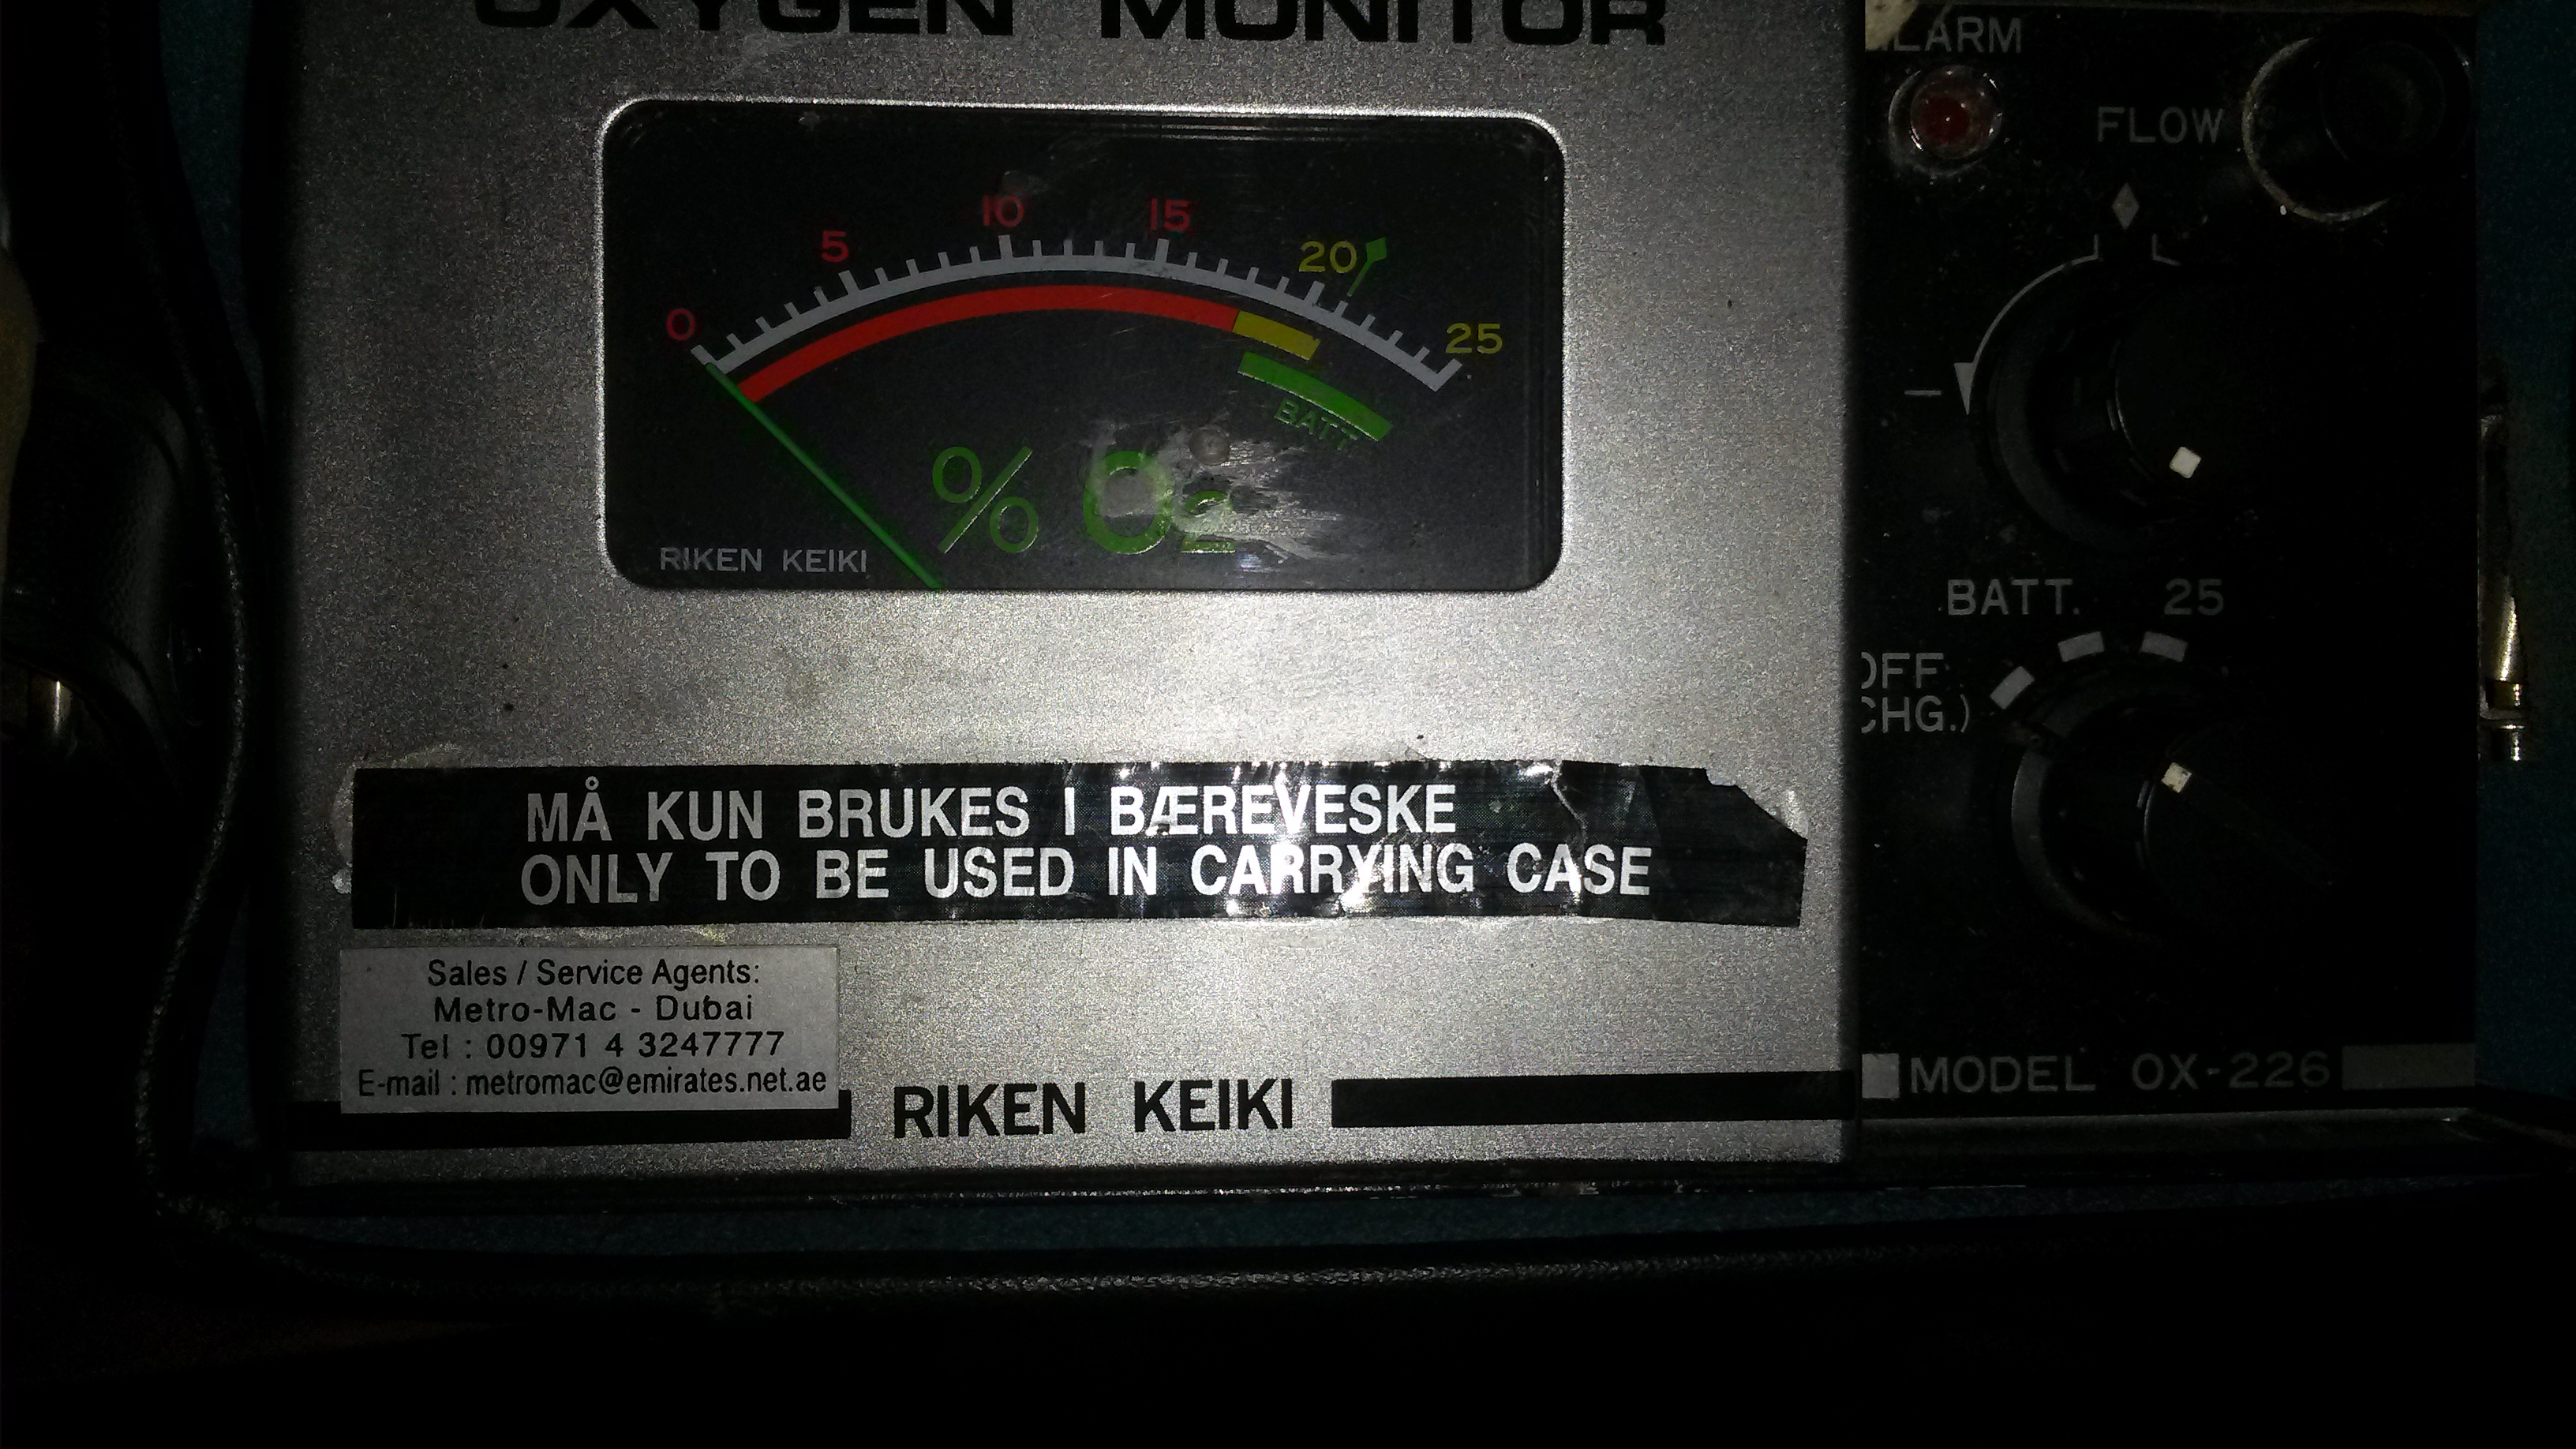 OXYGEN MONITOR
ALARM
FLOW
0 5 10 15 20 25
BATT
% O2
RIKEN KEIKI
BATT. 25
OFF
CHG.)
MÅ KUN BRUKES I BÆREVESKE
ONLY TO BE USED IN CARRYING CASE
Sales / Service Agents:
Metro-Mac - Dubai
Tel : 00971 4 3247777
E-mail : metromac@emirates.net.ae
RIKEN KEIKI
MODEL OX-226